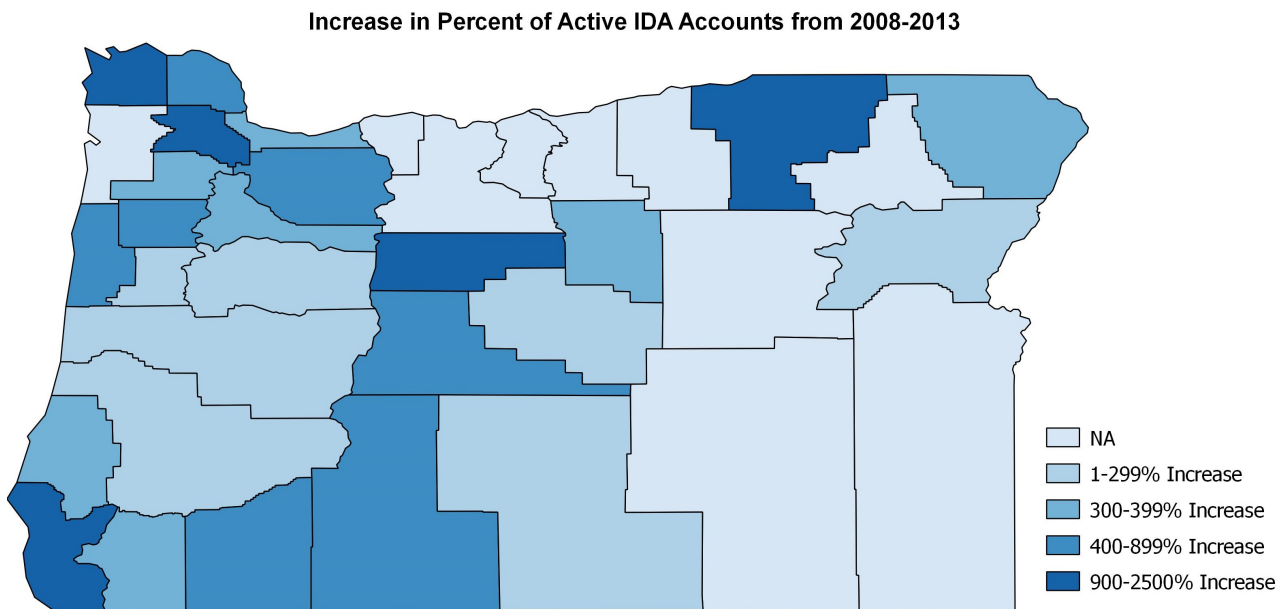 Increase in Percent of Active IDA Accounts from 2008-2013
NA
1-299% Increase
300-399% Increase
400-899% Increase
900-2500% Increase